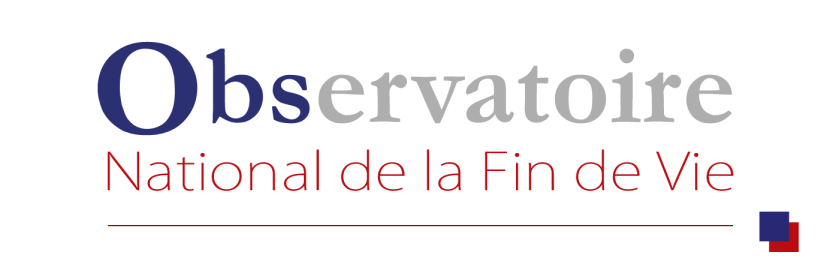 Observatoire
National de la Fin de Vie